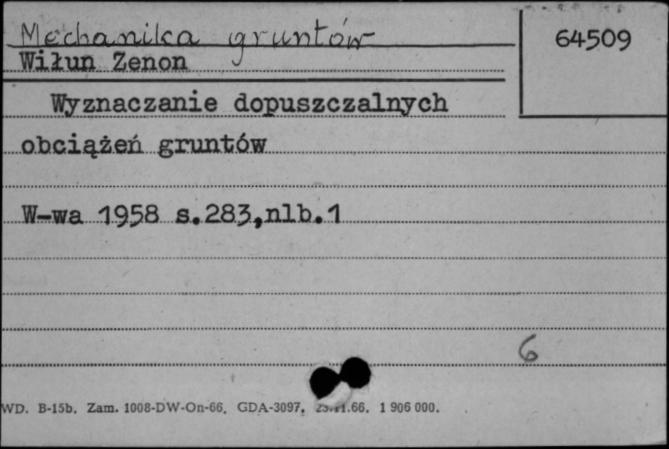 Mechanika gruntów
64509
Wiłun Zenon
Wyznaczanie dopuszczalnych
obciążeń gruntów
W-wa 1958 s.283,nlb.1
6
WD. B-15b. Zam. 1008-DW-On-66. GDA-3097. .66. 1 906 000.